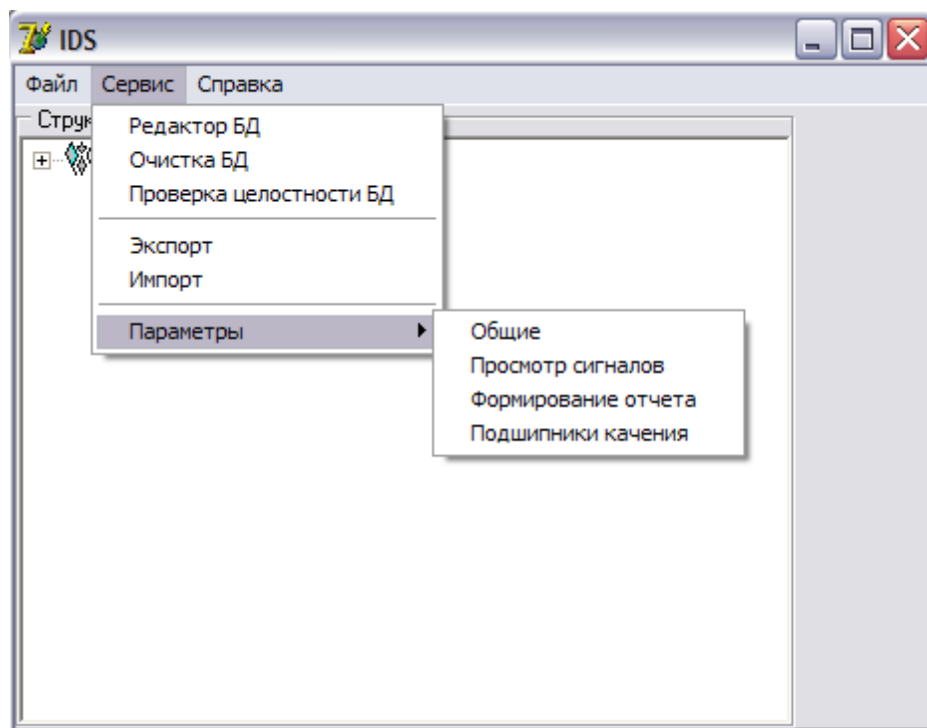 IDS
Файл Сервис Справка
Редактор БД
Очистка БД
Проверка целостности БД
Экспорт
Импорт
Параметры
Общие
Просмотр сигналов
Формирование отчета
Подшипники качения